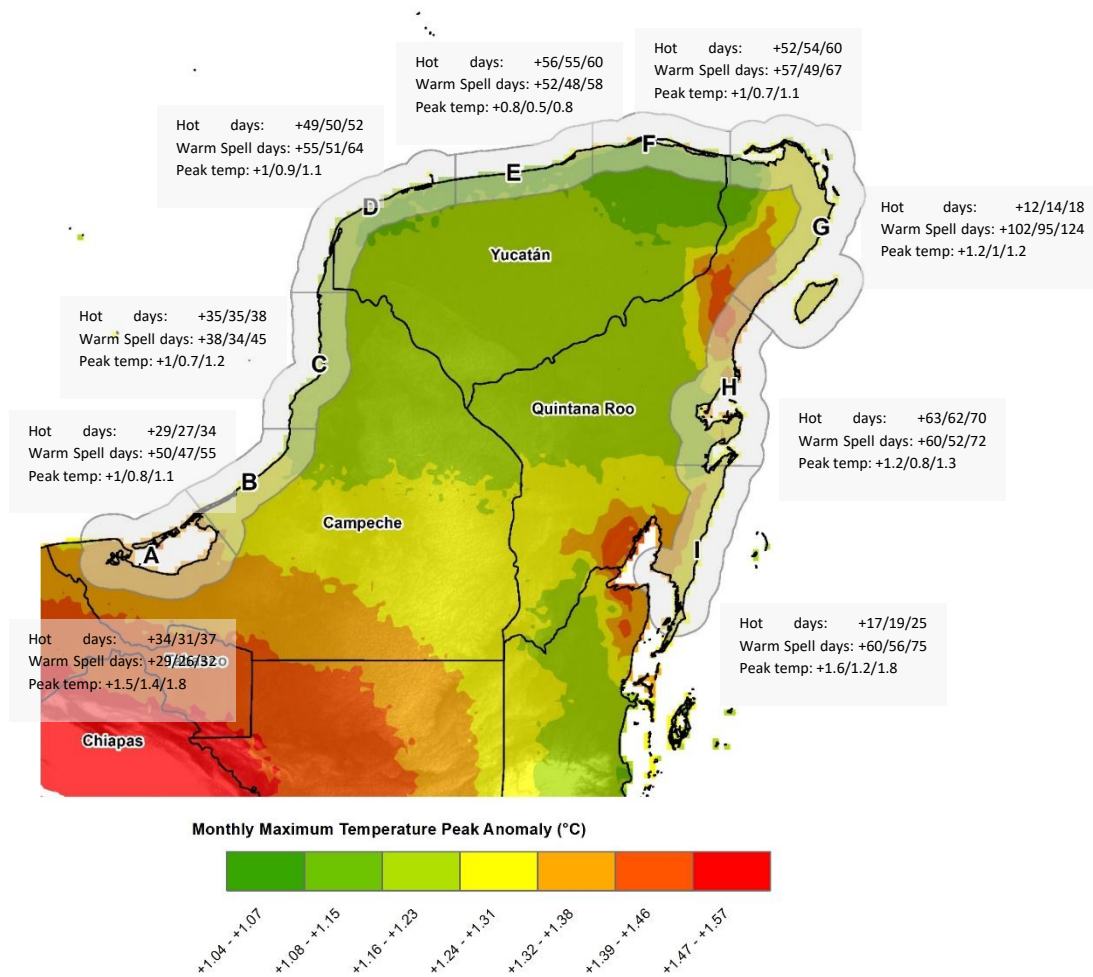 Hot days: +56/55/60
Warm Spell days: +52/48/58
Peak temp: +0.8/0.5/0.8
Hot days: +52/54/60
Warm Spell days: +57/49/67
Peak temp: +1/0.7/1.1
Hot days: +49/50/52
Warm Spell days: +55/51/64
Peak temp: +1/0.9/1.1
F
E
D
G
Hot days: +12/14/18
Warm Spell days: +102/95/124
Peak temp: +1.2/1/1.2
Yucatán
Hot days: +35/35/38
Warm Spell days: +38/34/45
Peak temp: +1/0.7/1.2
C
H
Quintana Roo
Hot days: +63/62/70
Warm Spell days: +60/52/72
Peak temp: +1.2/0.8/1.3
Hot days: +29/27/34
Warm Spell days: +50/47/55
Peak temp: +1/0.8/1.1
B
Campeche
A
I
Hot days: +34/31/37
Warm Spell days: +29/26/32
Peak temp: +1.5/1.4/1.8
Hot days: +17/19/25
Warm Spell days: +60/56/75
Peak temp: +1.6/1.2/1.8
Chiapas
Monthly Maximum Temperature Peak Anomaly (°C)
+1.04 - +1.07
+1.08 - +1.15
+1.16 - +1.23
+1.24 - +1.31
+1.32 - +1.38
+1.39 - +1.46
+1.47 - +1.57